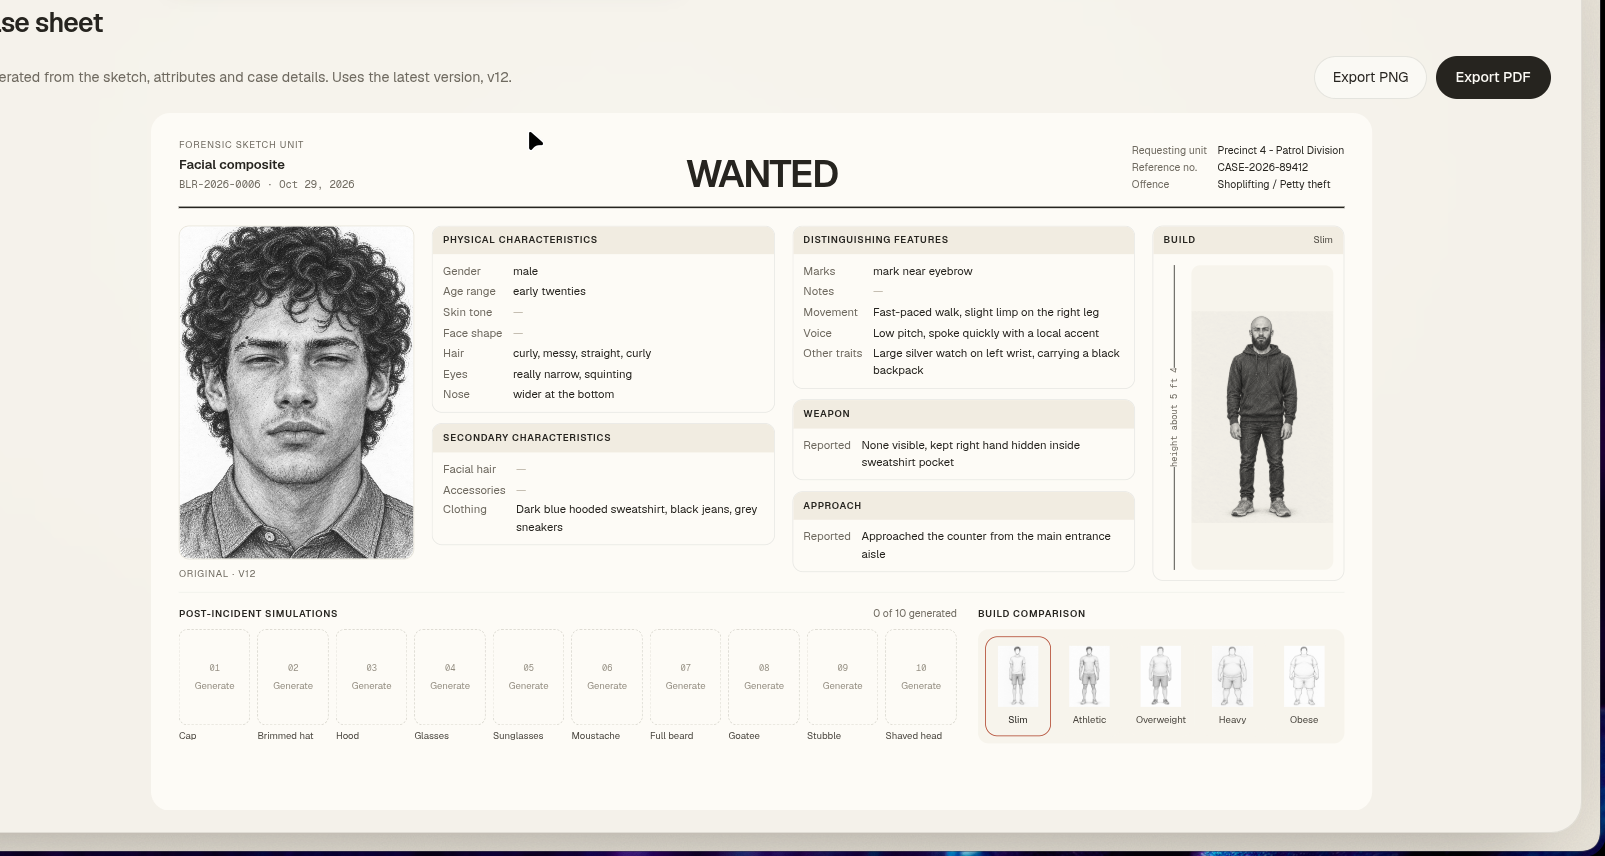 se sheet
erated from the sketch, attributes and case details. Uses the latest version, v12.
Export PNG
Export PDF
FORENSIC SKETCH UNIT
Facial composite
BLR-2026-0006 · Oct 29, 2026
WANTED
Requesting unit Precinct 4 - Patrol Division
Reference no. CASE-2026-89412
Offence Shoplifting / Petty theft
ORIGINAL · V12
PHYSICAL CHARACTERISTICS
Gender male
Age range early twenties
Skin tone —
Face shape —
Hair curly, messy, straight, curly
Eyes really narrow, squinting
Nose wider at the bottom
SECONDARY CHARACTERISTICS
Facial hair —
Accessories —
Clothing Dark blue hooded sweatshirt, black jeans, grey
sneakers
DISTINGUISHING FEATURES
Marks mark near eyebrow
Notes —
Movement Fast-paced walk, slight limp on the right leg
Voice Low pitch, spoke quickly with a local accent
Other traits Large silver watch on left wrist, carrying a black
backpack
WEAPON
Reported None visible, kept right hand hidden inside
sweatshirt pocket
APPROACH
Reported Approached the counter from the main entrance
aisle
BUILD Slim
height about 5 ft 4
POST-INCIDENT SIMULATIONS 0 of 10 generated
01 02 03 04 05 06 07 08 09 10
Generate Generate Generate Generate Generate Generate Generate Generate Generate Generate
Cap Brimmed hat Hood Glasses Sunglasses Moustache Full beard Goatee Stubble Shaved head
BUILD COMPARISON
Slim Athletic Overweight Heavy Obese